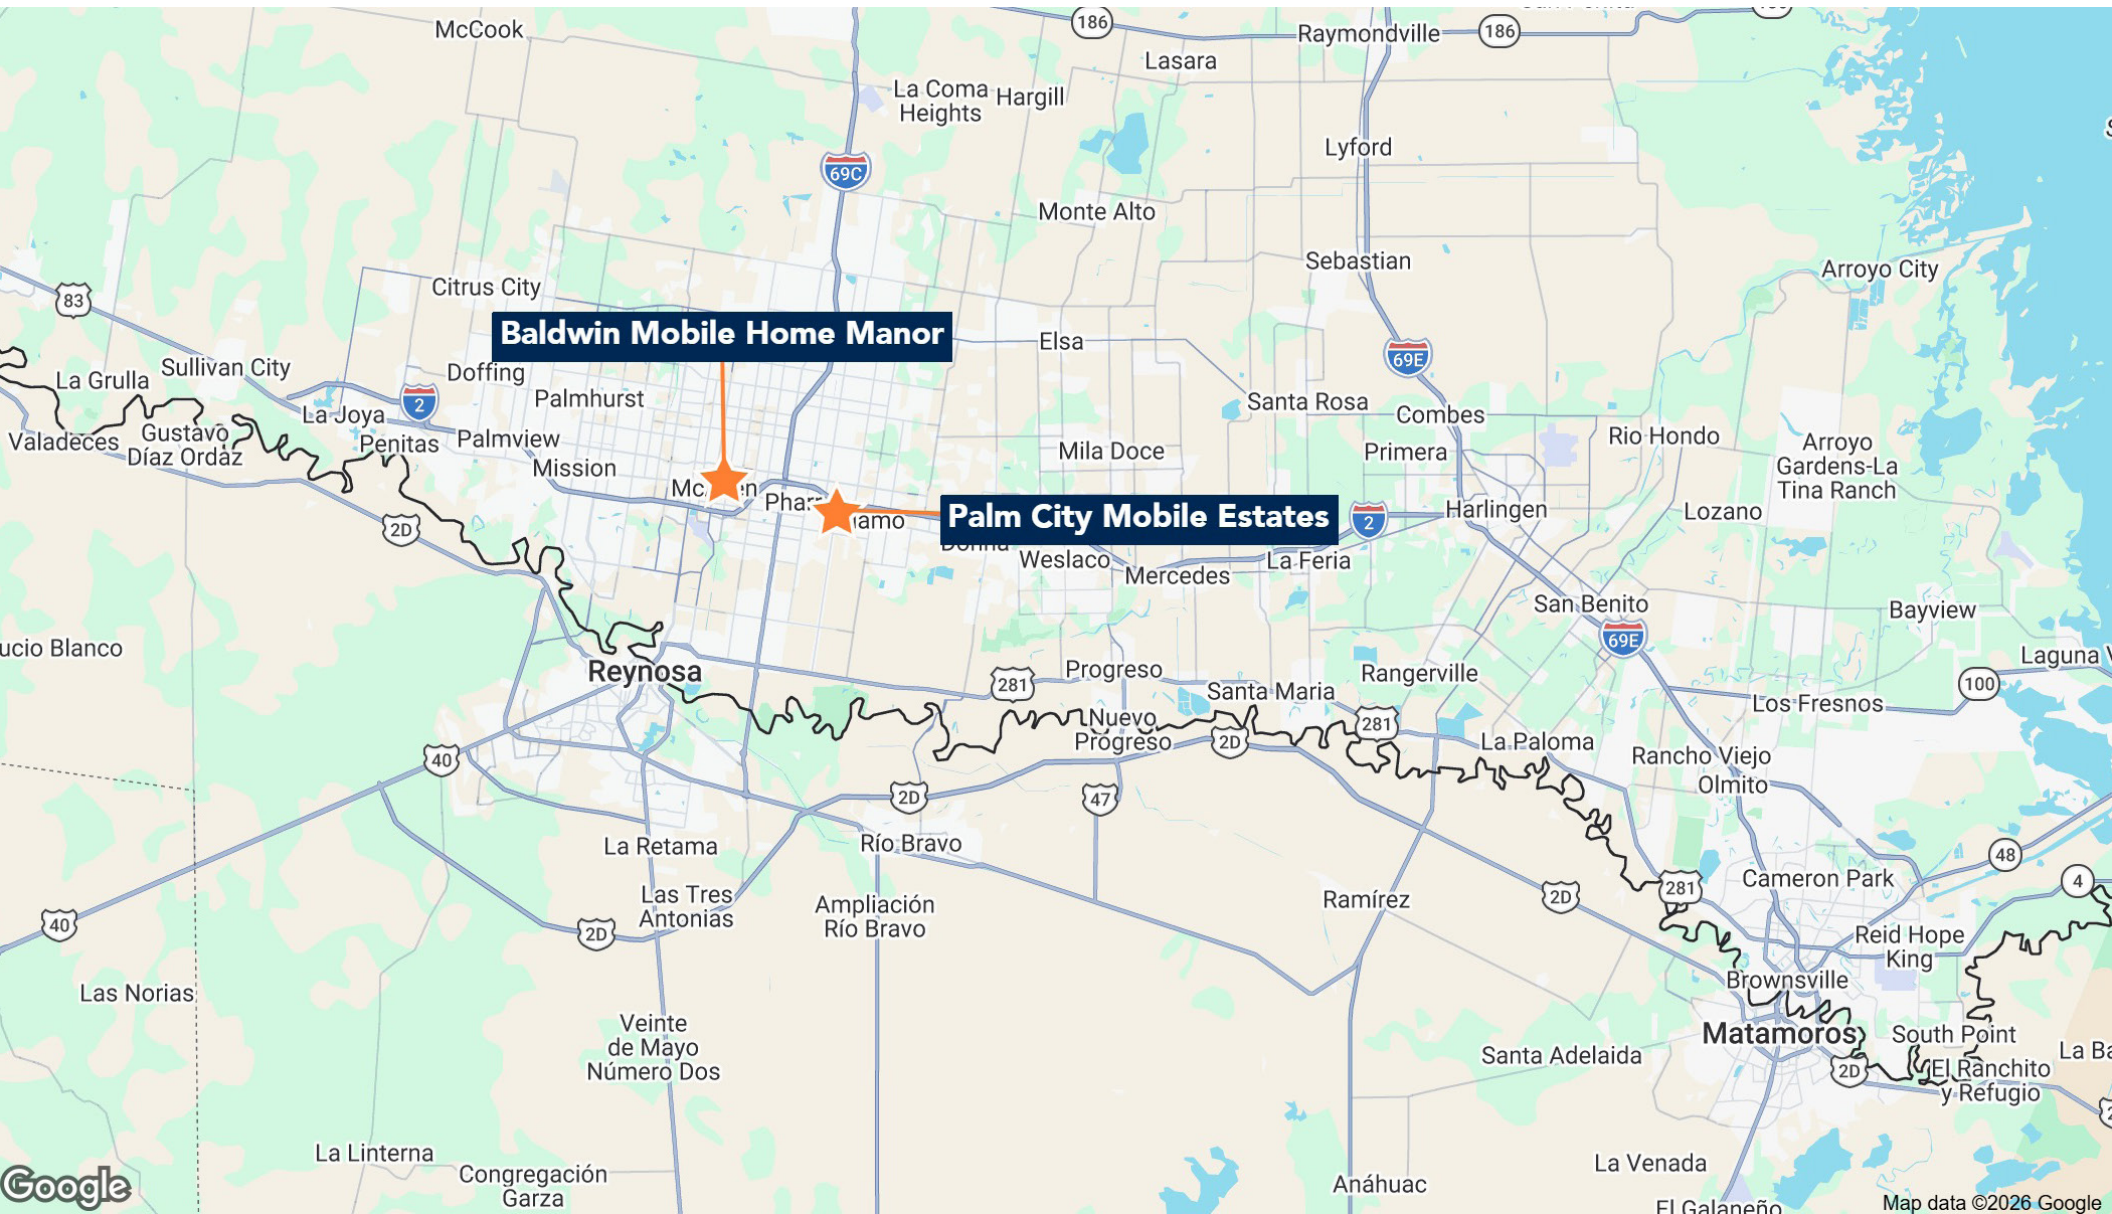 McCook
186
Raymondville
186
Lasara
La Coma
Heights
Hargill
69C
Lyford
Monte Alto
Sebastian
Arroyo City
83
Citrus City
Baldwin Mobile Home Manor
Elsa
69E
Sullivan City
La Grulla
Doffing
Palmhurst
2
La Joya
Santa Rosa
Combes
Valadeces
Gustavo
Díaz Ordaz
Penitas
Palmview
Mission
Mila Doce
Primera
Rio Hondo
Arroyo
Gardens-La
Tina Ranch
Palm City Mobile Estates
2
Harlingen
Lozano
2D
Weslaco
Mercedes
La Feria
San Benito
Bayview
69E
Reynosa
281
Progreso
Santa Maria
Rangerville
Laguna
100
Los Fresnos
Nuevo
Progreso
2D
281
La Paloma
Rancho Viejo
Olmito
40
2D
47
La Retama
Río Bravo
48
Las Tres
Antonias
Ampliación
Río Bravo
Ramírez
2D
281
Cameron Park
4
40
2D
Reid Hope
King
Las Norias
Brownsville
Veinte
de Mayo
Número Dos
Matamoros
South Point
Santa Adelaida
2D
El Ranchito
y Refugio
La Linterna
Congregación
Garza
Anáhuac
La Venada
El Galaneño
Google
Map data ©2026 Google